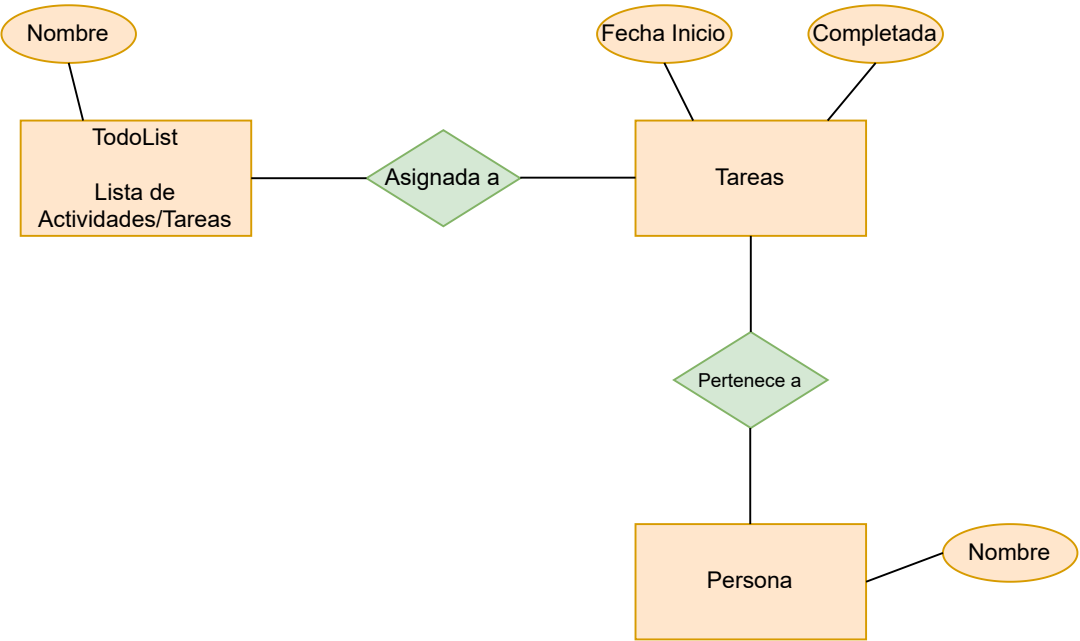 Nombre
Fecha Inicio
Completada
TodoList
Lista de
Actividades/Tareas
Asignada a
Tareas
Pertenece a
Persona
Nombre